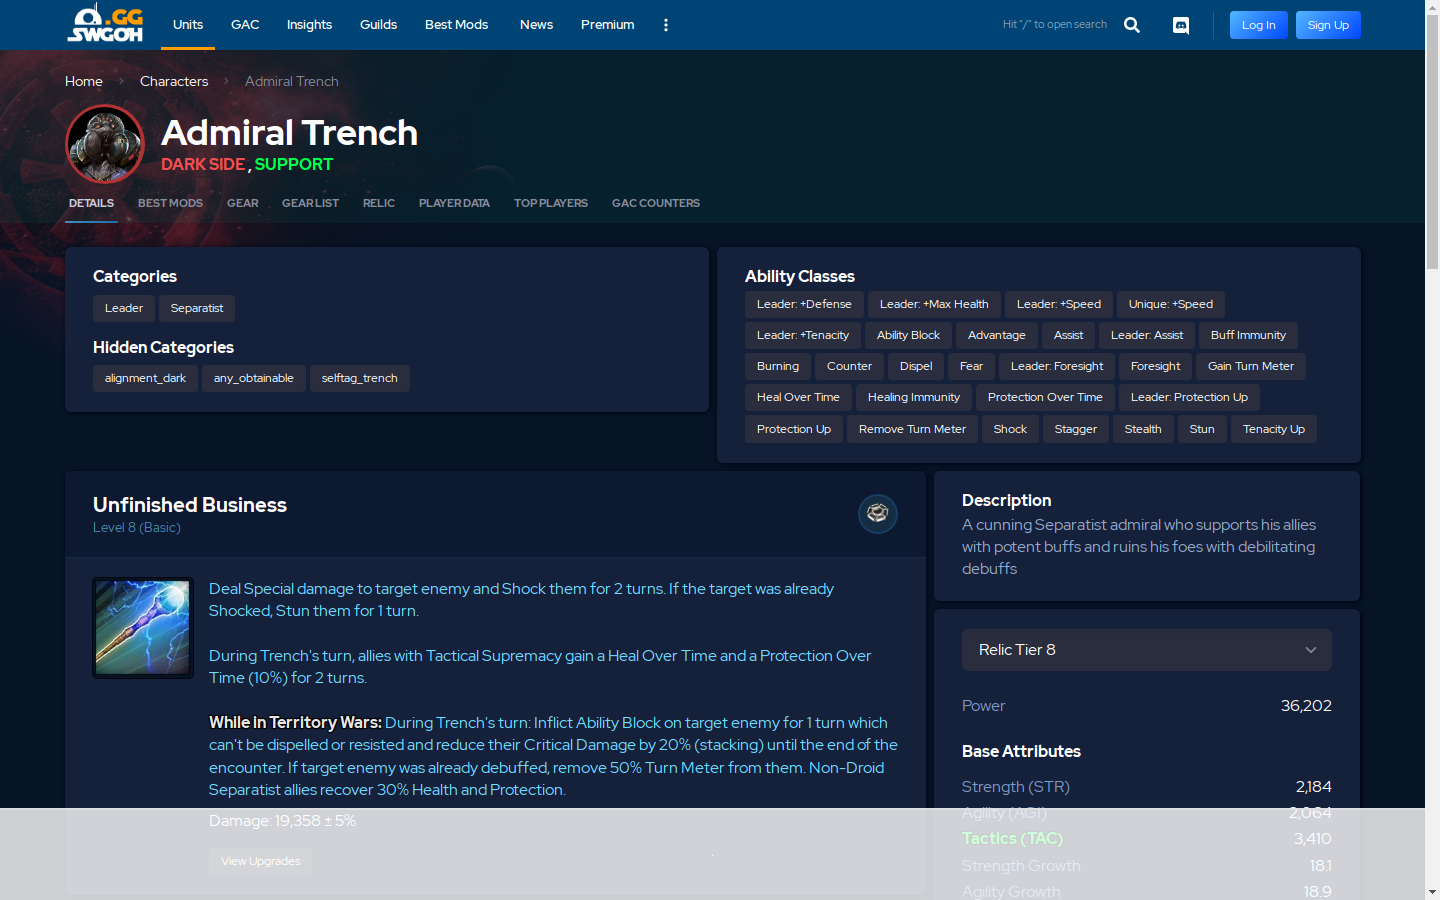 .GG
SWGOH
Units
GAC
Insights
Guilds
Best Mods
News
Premium
Hit "/" to open search
Log In
Sign Up
Home
Characters
Admiral Trench
Admiral Trench
DARK SIDE , SUPPORT
DETAILS
BEST MODS
GEAR
GEAR LIST
RELIC
PLAYER DATA
TOP PLAYERS
GAC COUNTERS
Categories
Leader
Separatist
Hidden Categories
alignment_dark
any_obtainable
selftag_trench
Ability Classes
Leader: +Defense
Leader: +Max Health
Leader: +Speed
Unique: +Speed
Leader: +Tenacity
Ability Block
Advantage
Assist
Leader: Assist
Buff Immunity
Burning
Counter
Dispel
Fear
Leader: Foresight
Foresight
Gain Turn Meter
Heal Over Time
Healing Immunity
Protection Over Time
Leader: Protection Up
Protection Up
Remove Turn Meter
Shock
Stagger
Stealth
Stun
Tenacity Up
Unfinished Business
Level 8 (Basic)
Deal Special damage to target enemy and Shock them for 2 turns. If the target was already
Shocked, Stun them for 1 turn.
During Trench's turn, allies with Tactical Supremacy gain a Heal Over Time and a Protection Over
Time (10%) for 2 turns.
While in Territory Wars: During Trench's turn: Inflict Ability Block on target enemy for 1 turn which
can't be dispelled or resisted and reduce their Critical Damage by 20% (stacking) until the end of the
encounter. If target enemy was already debuffed, remove 50% Turn Meter from them. Non-Droid
Separatist allies recover 30% Health and Protection.
Damage: 19,358 ± 5%
View Upgrades
Description
A cunning Separatist admiral who supports his allies
with potent buffs and ruins his foes with debilitating
debuffs
Relic Tier 8
Power 36,202
Base Attributes
Strength (STR) 2,184
Agility (AGI) 2,064
Tactics (TAC) 3,410
Strength Growth 18.1
Agility Growth 18.9